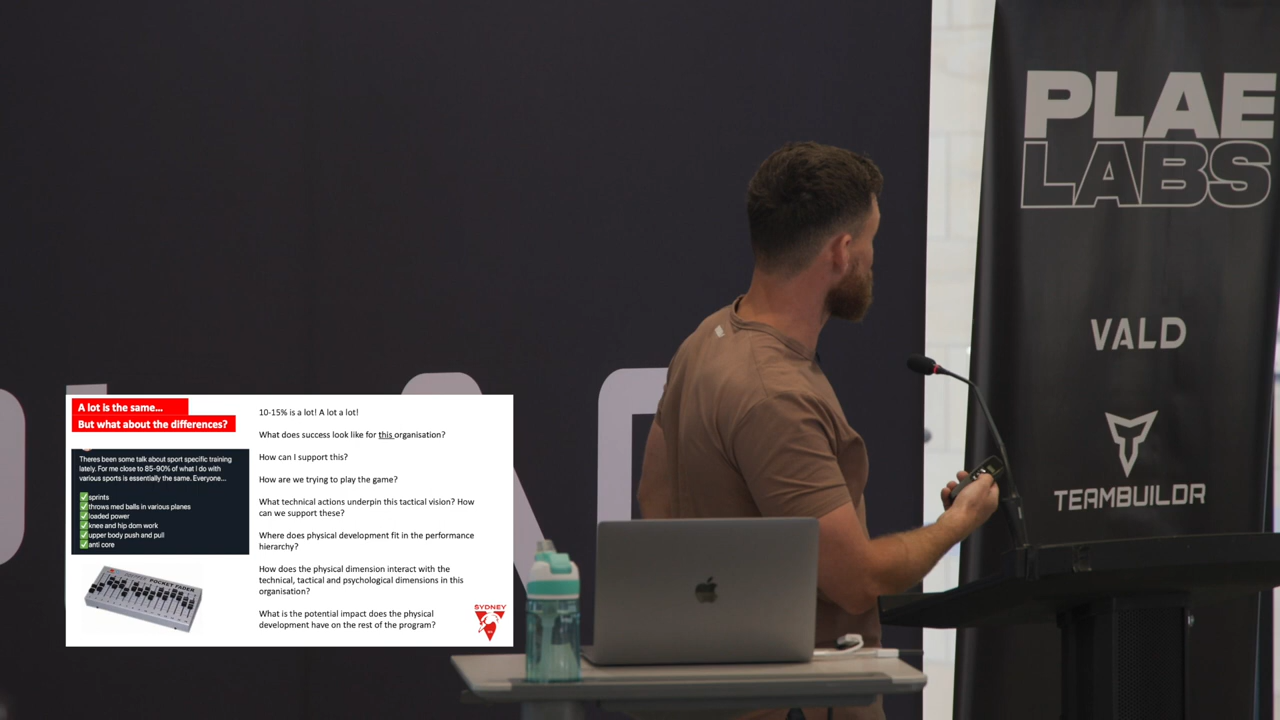 A lot is the same...
But what about the differences?
Theres been some talk about sport specific training
lately. For me close to 85-90% of what I do with
various sports is essentially the same. Everyone...
sprints
throws med balls in various planes
loaded power
knee and hip dom work
upper body push and pull
anti core
POCKET FADER
10-15% is a lot! A lot a lot!
What does success look like for this organisation?
How can I support this?
How are we trying to play the game?
What technical actions underpin this tactical vision? How
can we support these?
Where does physical development fit in the performance
hierarchy?
How does the physical dimension interact with the
technical, tactical and psychological dimensions in this
organisation?
What is the potential impact does the physical
development have on the rest of the program?
SYDNEY
PLAE
LABS
VALD
TEAMBUILDR